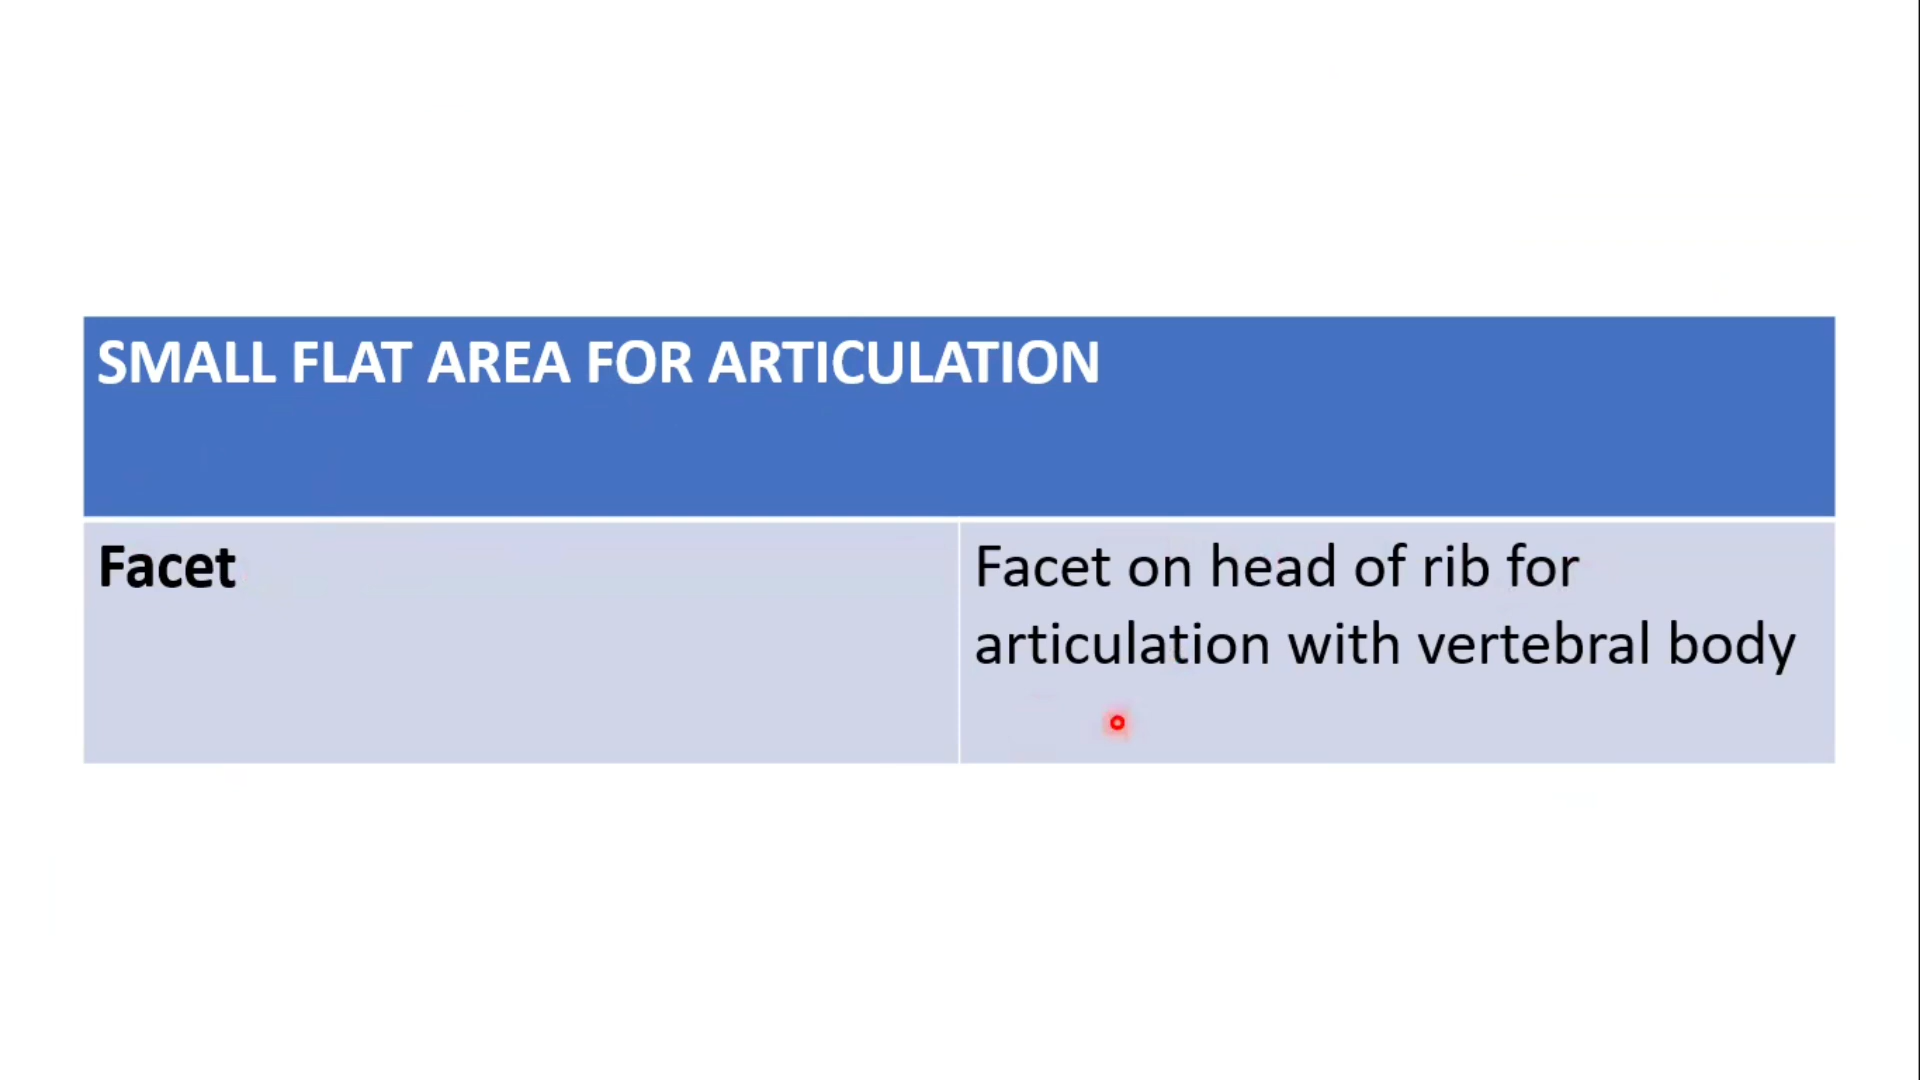 SMALL FLAT AREA FOR ARTICULATION
Facet
Facet on head of rib for
articulation with vertebral body